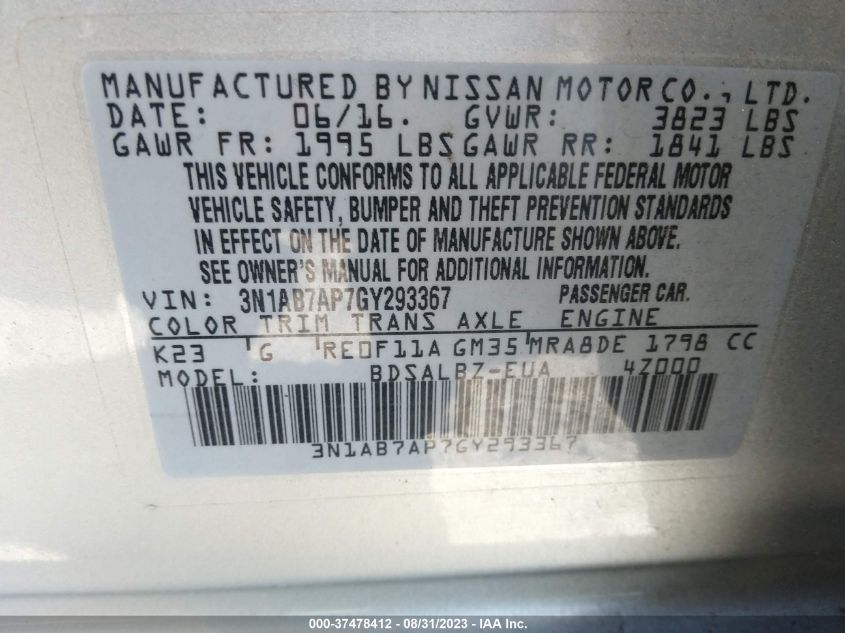 MANUFACTURED BY NISSAN MOTOR CO., LTD.
DATE: 06/16. GVWR: 3823 LBS
GAWR FR: 1995 LBS GAWR RR: 1841 LBS
THIS VEHICLE CONFORMS TO ALL APPLICABLE FEDERAL MOTOR
VEHICLE SAFETY, BUMPER AND THEFT PREVENTION STANDARDS
IN EFFECT ON THE DATE OF MANUFACTURE SHOWN ABOVE.
SEE OWNER'S MANUAL FOR ADDITIONAL INFORMATION.
VIN: 3N1AB7AP7GY293367 PASSENGER CAR.
COLOR TRIM TRANS AXLE ENGINE
K23 G RE0F11A GM35 MRA8DE 1798 CC
MODEL: BDSALBZ-EUA 4Z000
3N1AB7AP7GY293367
000-37478412 - 08/31/2023 - IAA Inc.